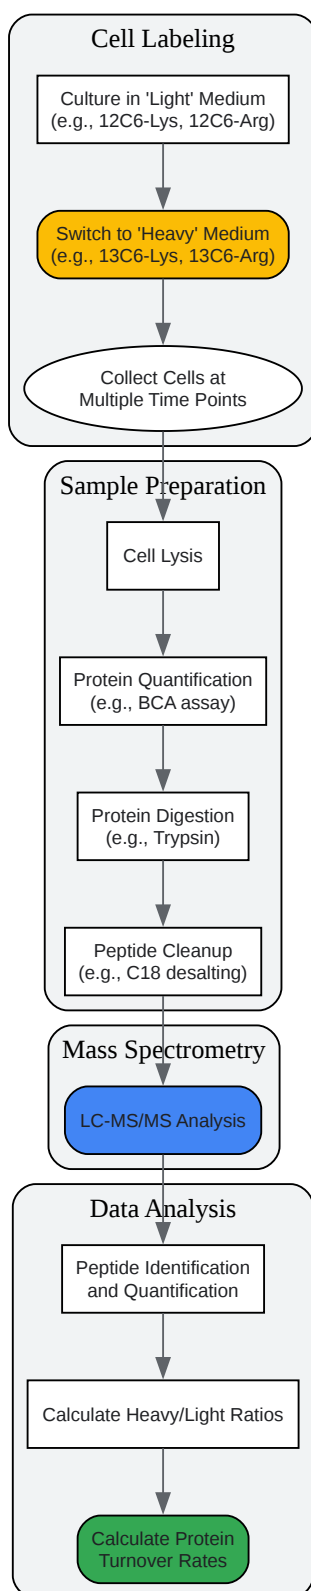 Cell Labeling
Culture in 'Light' Medium
(e.g., 12C6-Lys, 12C6-Arg)
Switch to 'Heavy' Medium
(e.g., 13C6-Lys, 13C6-Arg)
Collect Cells at
Multiple Time Points
Sample Preparation
Cell Lysis
Protein Quantification
(e.g., BCA assay)
Protein Digestion
(e.g., Trypsin)
Peptide Cleanup
(e.g., C18 desalting)
Mass Spectrometry
LC-MS/MS Analysis
Data Analysis
Peptide Identification
and Quantification
Calculate Heavy/Light Ratios
Calculate Protein
Turnover Rates